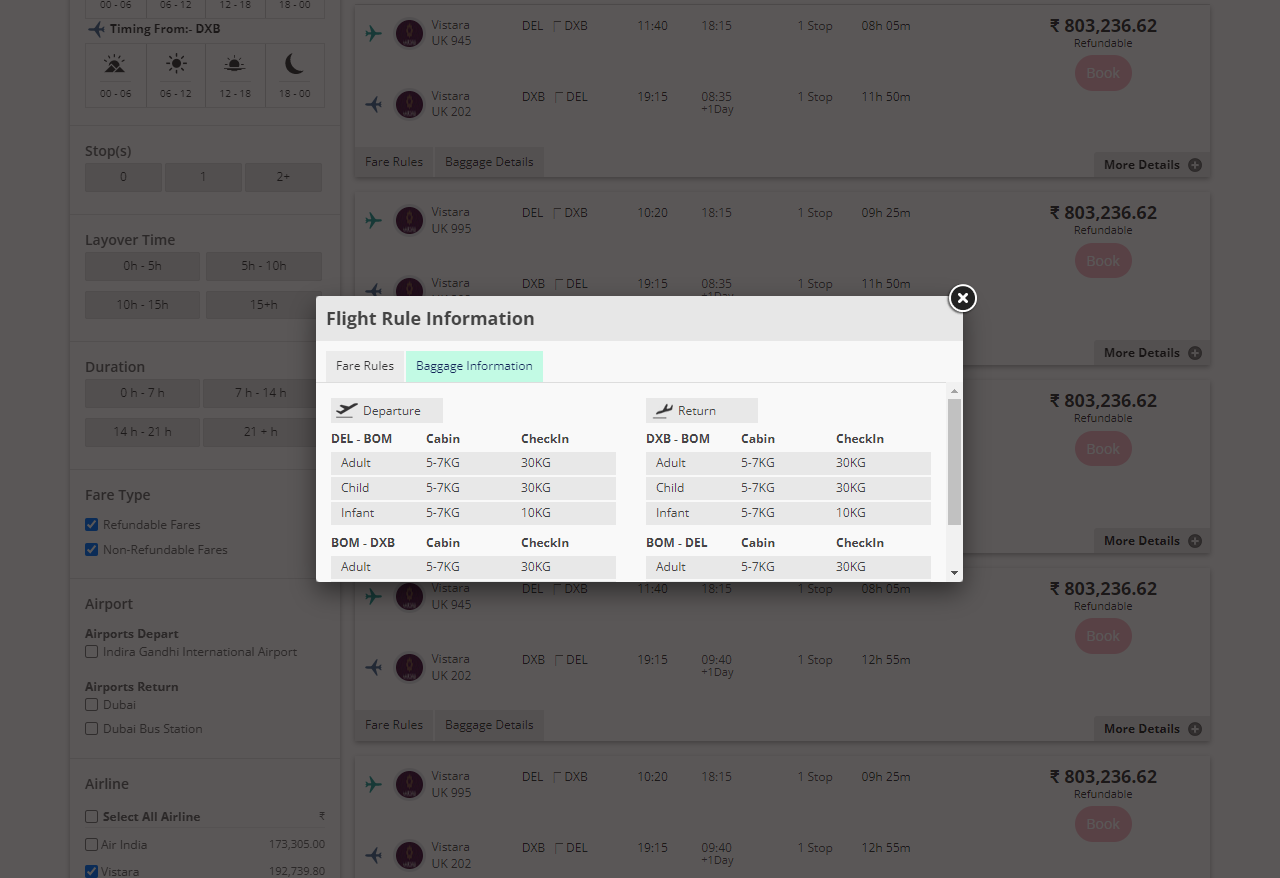 00 - 06 06 - 12 12 - 18 18 - 00
Timing From:- DXB
00 - 06 06 - 12 12 - 18 18 - 00
Stop(s)
0 1 2+
Layover Time
0h - 5h 5h - 10h
10h - 15h 15+h
Duration
0 h - 7 h 7 h - 14 h
14 h - 21 h 21 + h
Fare Type
Refundable Fares
Non-Refundable Fares
Airport
Airports Depart
Indira Gandhi International Airport
Airports Return
Dubai
Dubai Bus Station
Airline
Select All Airline ₹
Air India 173,305.00
Vistara 192,739.80
Vistara DEL DXB 11:40 18:15 1 Stop 08h 05m ₹ 803,236.62
UK 945
Refundable
Book
Vistara DXB DEL 19:15 08:35 1 Stop 11h 50m
UK 202 +1Day
Fare Rules Baggage Details More Details
Vistara DEL DXB 10:20 18:15 1 Stop 09h 25m ₹ 803,236.62
UK 995
Refundable
Book
Vistara DXB DEL 19:15 08:35 1 Stop 11h 50m
More Details
Flight Rule Information
Fare Rules Baggage Information
Departure
DEL - BOM Cabin CheckIn
Adult 5-7KG 30KG
Child 5-7KG 30KG
Infant 5-7KG 10KG
BOM - DXB Cabin CheckIn
Adult 5-7KG 30KG
Return
DXB - BOM Cabin CheckIn
Adult 5-7KG 30KG
Child 5-7KG 30KG
Infant 5-7KG 10KG
BOM - DEL Cabin CheckIn
Adult 5-7KG 30KG
₹ 803,236.62
Refundable
Book
More Details
Vistara DEL DXB 11:40 18:15 1 Stop 08h 05m ₹ 803,236.62
UK 945
Refundable
Book
Vistara DXB DEL 19:15 09:40 1 Stop 12h 55m
UK 202 +1Day
Fare Rules Baggage Details More Details
Vistara DEL DXB 10:20 18:15 1 Stop 09h 25m ₹ 803,236.62
UK 995
Refundable
Book
Vistara DXB DEL 19:15 09:40 1 Stop 12h 55m
UK 202 +1Day